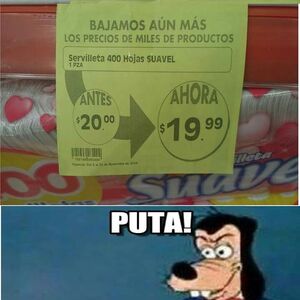 BAJAMOS AÚN MÁS
LOS PRECIOS DE MILES DE PRODUCTOS
Servilleta 400 Hojas SUAVEL
1 PZA
ANTES
$20.00
AHORA
$19.99
Suave
PUTA!